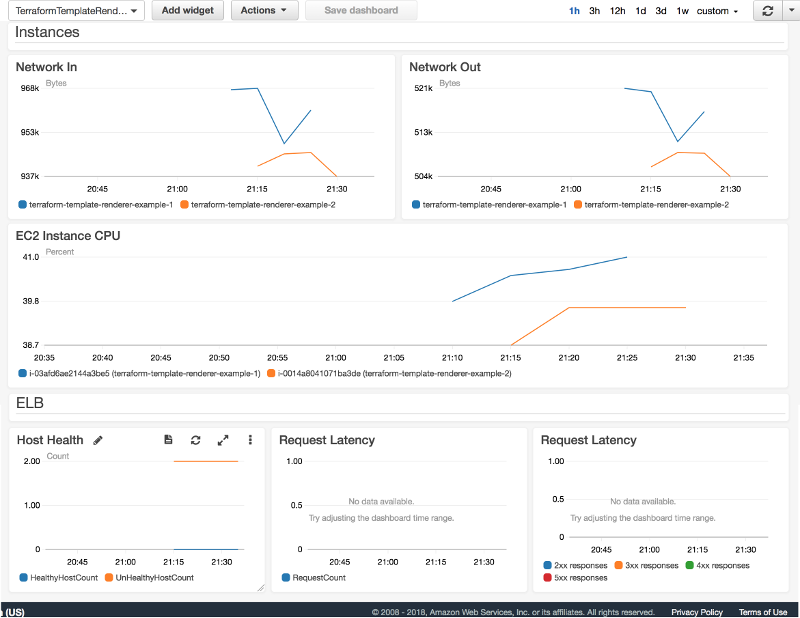 TerraformTemplateRend... Add widget Actions Save dashboard 1h 3h 12h 1d 3d 1w custom
Instances
Network In
Bytes
968k
953k
937k
20:45 21:00 21:15 21:30
terraform-template-renderer-example-1 terraform-template-renderer-example-2
Network Out
Bytes
521k
513k
504k
20:45 21:00 21:15 21:30
terraform-template-renderer-example-1 terraform-template-renderer-example-2
EC2 Instance CPU
Percent
41.0
39.8
38.7
20:35 20:40 20:45 20:50 20:55 21:00 21:05 21:10 21:15 21:20 21:25 21:30 21:35
i-03afd6ae2144a3be5 (terraform-template-renderer-example-1) i-0014a8041071ba3de (terraform-template-renderer-example-2)
ELB
Host Health
Count
2.00
1.00
0
20:45 21:00 21:15 21:30
HealthyHostCount UnHealthyHostCount
Request Latency
1.00
0.5
0
No data available.
Try adjusting the dashboard time range.
20:45 21:00 21:15 21:30
RequestCount
Request Latency
1.00
0.5
0
No data available.
Try adjusting the dashboard time range.
20:45 21:00 21:15 21:30
2xx responses 3xx responses 4xx responses
5xx responses
(US) © 2008 - 2018, Amazon Web Services, Inc. or its affiliates. All rights reserved. Privacy Policy Terms of Use